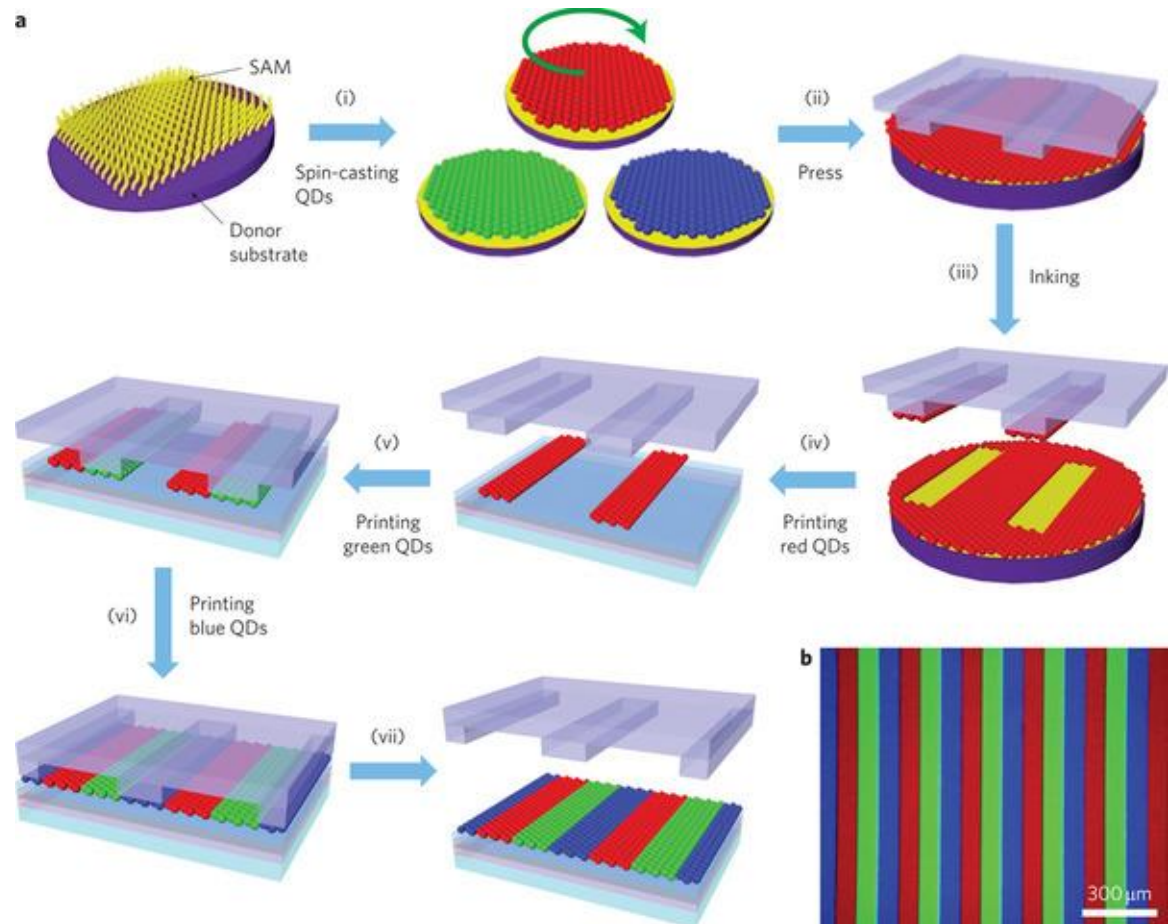 a
SAM
(i)
Spin-casting
QDs
Donor
substrate
(ii)
Press
(iii)
Inking
(iv)
Printing
red QDs
(v)
Printing
green QDs
(vi)
Printing
blue QDs
(vii)
b
300 μm